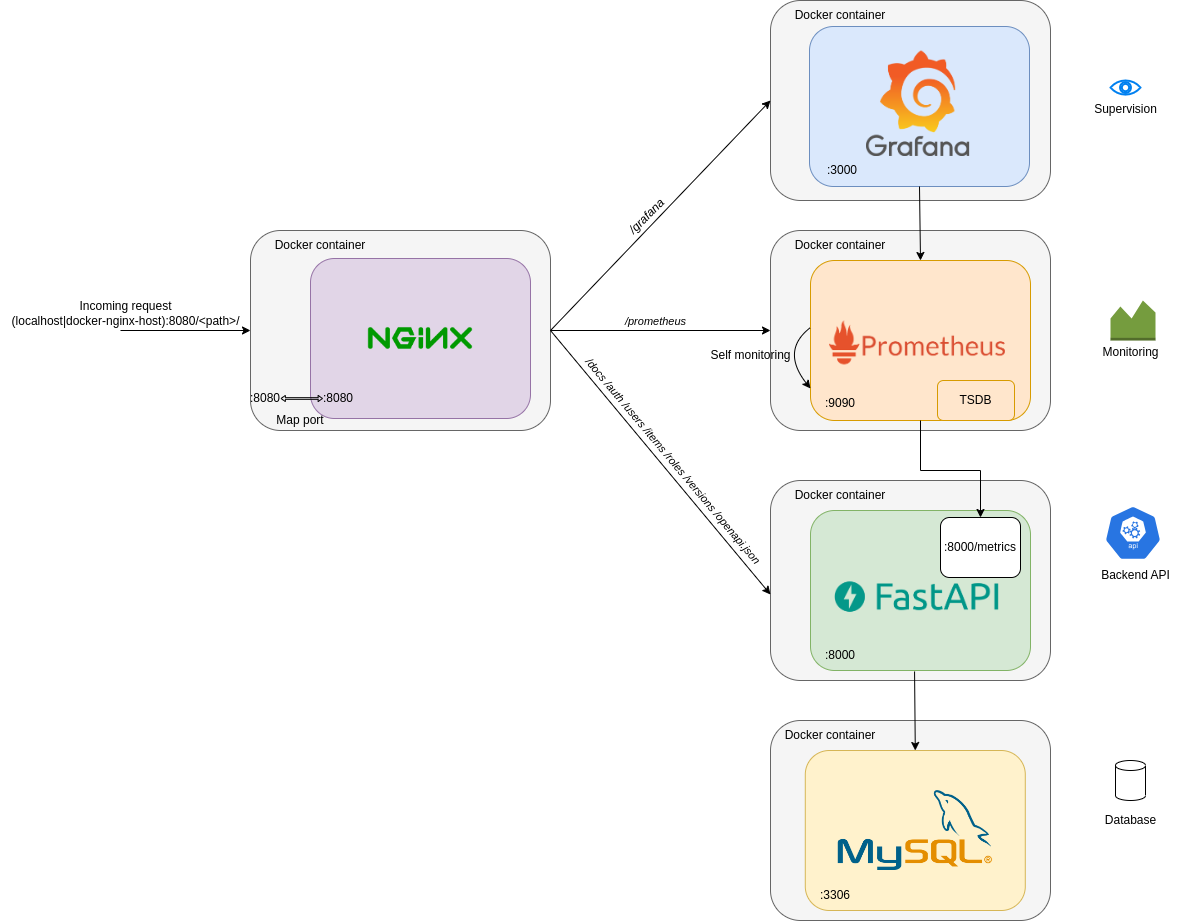 Docker container
Grafana
:3000
Supervision
/grafana
Docker container
NGiNX
:8080
:8080
Map port
Incoming request
(localhost|docker-nginx-host):8080/<path>/
/prometheus
Docker container
Self monitoring
Prometheus
:9090
TSDB
Monitoring
/docs /auth /users /items /roles /versions /openapi.json
Docker container
:8000/metrics
FastAPI
:8000
api
Backend API
Docker container
MySQL®
:3306
Database